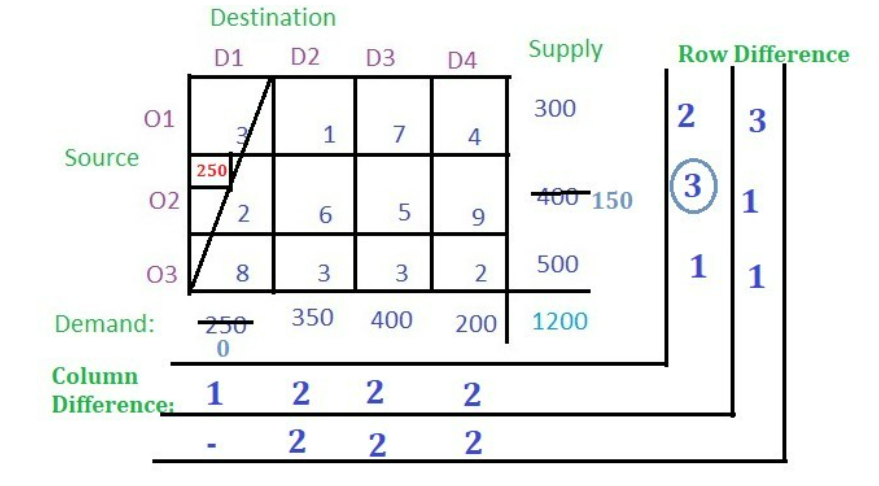 Destination
D1 D2 D3 D4 Supply Row Difference
O1 3 1 7 4 300 2 3
Source
250
O2 2 6 5 9 400 150 3 1
O3 8 3 3 2 500 1 1
Demand: 250 350 400 200 1200
0
Column
Difference: 1 2 2 2
- 2 2 2